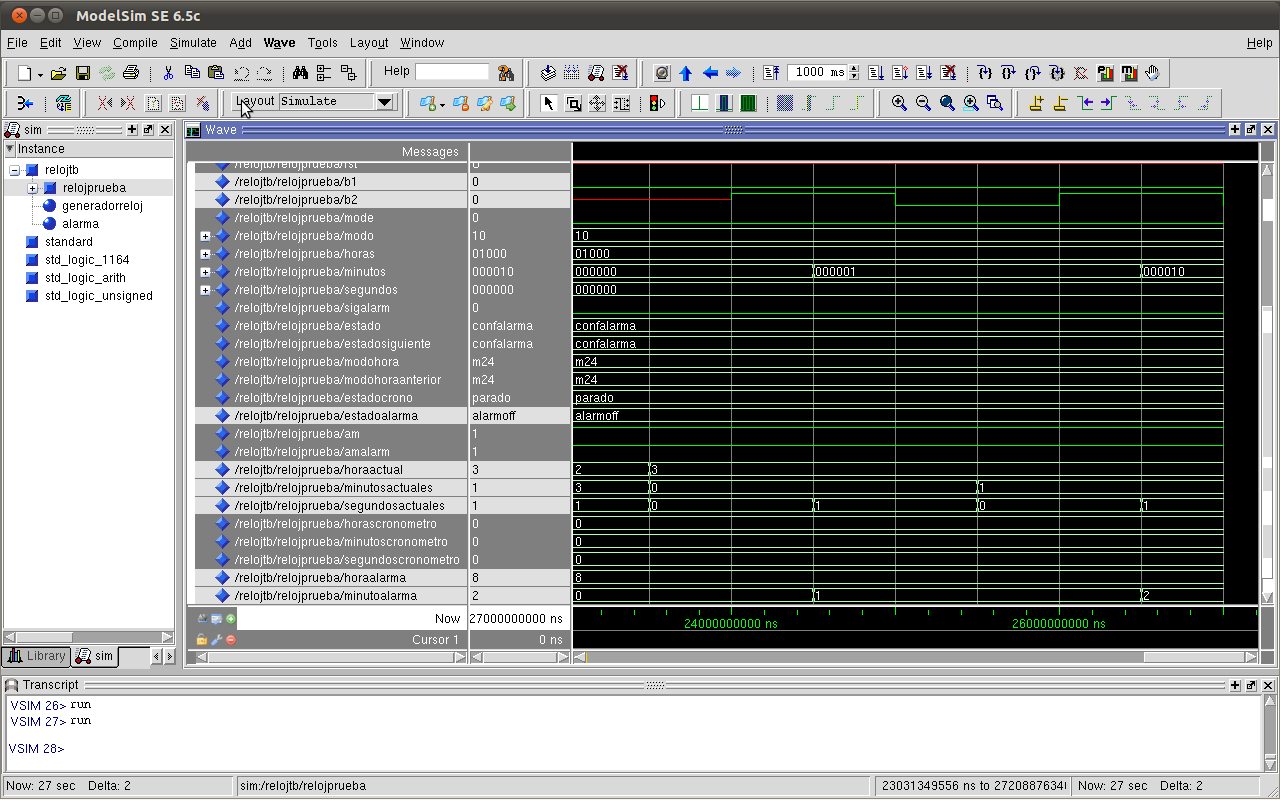 ModelSim SE 6.5c
File Edit View Compile Simulate Add Wave Tools Layout Window Help
Help 1000 ms
Layout Simulate
sim
Instance
relojtb
relojprueba
generadorreloj
alarma
standard
std_logic_1164
std_logic_arith
std_logic_unsigned
Library sim
Wave
Messages
/relojtb/relojprueba/rst 0
/relojtb/relojprueba/b1 0
/relojtb/relojprueba/b2 0
/relojtb/relojprueba/mode 0
/relojtb/relojprueba/modo 10 10
/relojtb/relojprueba/horas 01000 01000
/relojtb/relojprueba/minutos 000010 000000 000001 000010
/relojtb/relojprueba/segundos 000000 000000
/relojtb/relojprueba/sigalarm 0
/relojtb/relojprueba/estado confalarma confalarma
/relojtb/relojprueba/estadosiguiente confalarma confalarma
/relojtb/relojprueba/modohora m24 m24
/relojtb/relojprueba/modohoraanterior m24 m24
/relojtb/relojprueba/estadocrono parado parado
/relojtb/relojprueba/estadoalarma alarmoff alarmoff
/relojtb/relojprueba/am 1
/relojtb/relojprueba/amalarm 1
/relojtb/relojprueba/horaactual 3 2 3
/relojtb/relojprueba/minutosactuales 1 3 0 1
/relojtb/relojprueba/segundosactuales 1 1 0 1 0 1
/relojtb/relojprueba/horascronometro 0 0
/relojtb/relojprueba/minutoscronometro 0 0
/relojtb/relojprueba/segundoscronometro 0 0
/relojtb/relojprueba/horaalarma 8 8
/relojtb/relojprueba/minutoalarma 2 0 1 2
Now 27000000000 ns 24000000000 ns 26000000000 ns
Cursor 1 0 ns
Transcript
VSIM 26> run
VSIM 27> run
VSIM 28>
Now: 27 sec Delta: 2 sim:/relojtb/relojprueba 23031349556 ns to 2720887634 Now: 27 sec Delta: 2